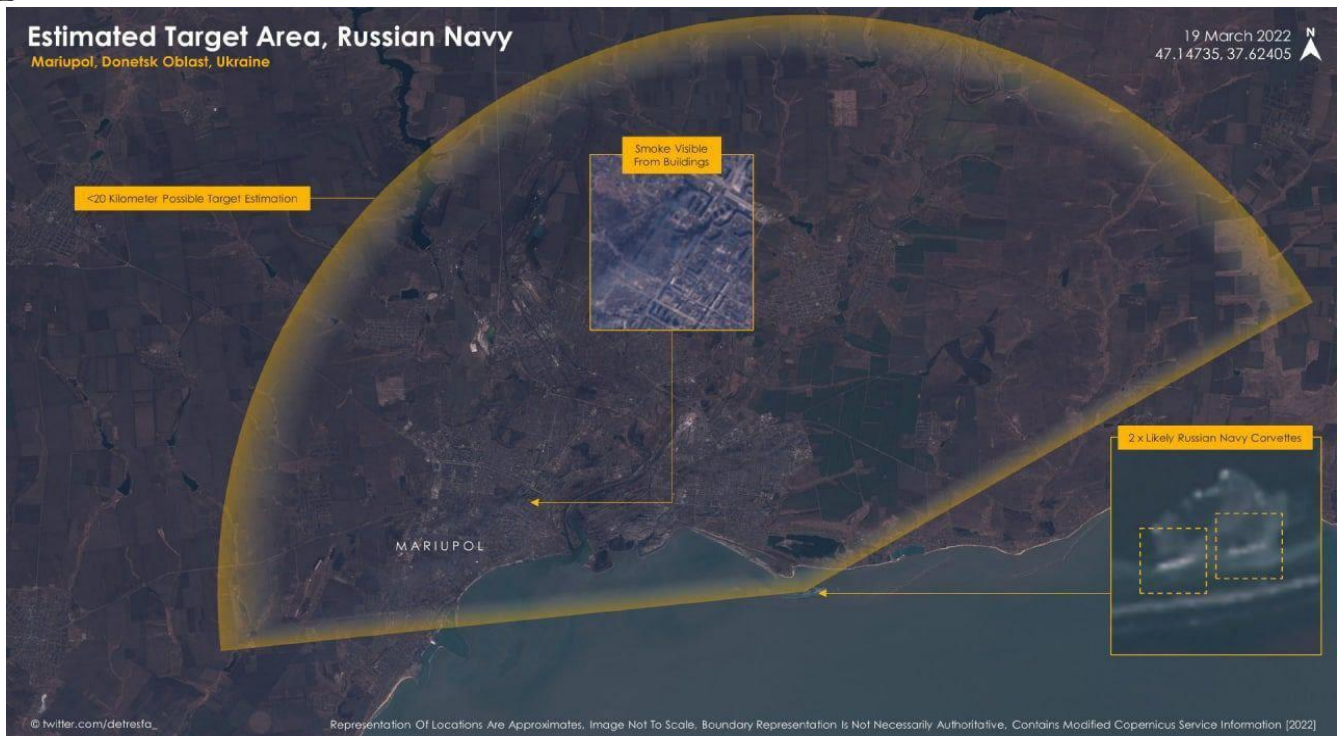 Estimated Target Area, Russian Navy
Mariupol, Donetsk Oblast, Ukraine
19 March 2022
47.14735, 37.62405
N
Smoke Visible
From Buildings
<20 Kilometer Possible Target Estimation
2 x Likely Russian Navy Corvettes
MARIUPOL
© twitter.com/detresfa_
Representation Of Locations Are Approximates, Image Not To Scale, Boundary Representation Is Not Necessarily Authoritative, Contains Modified Copernicus Service Information [2022]